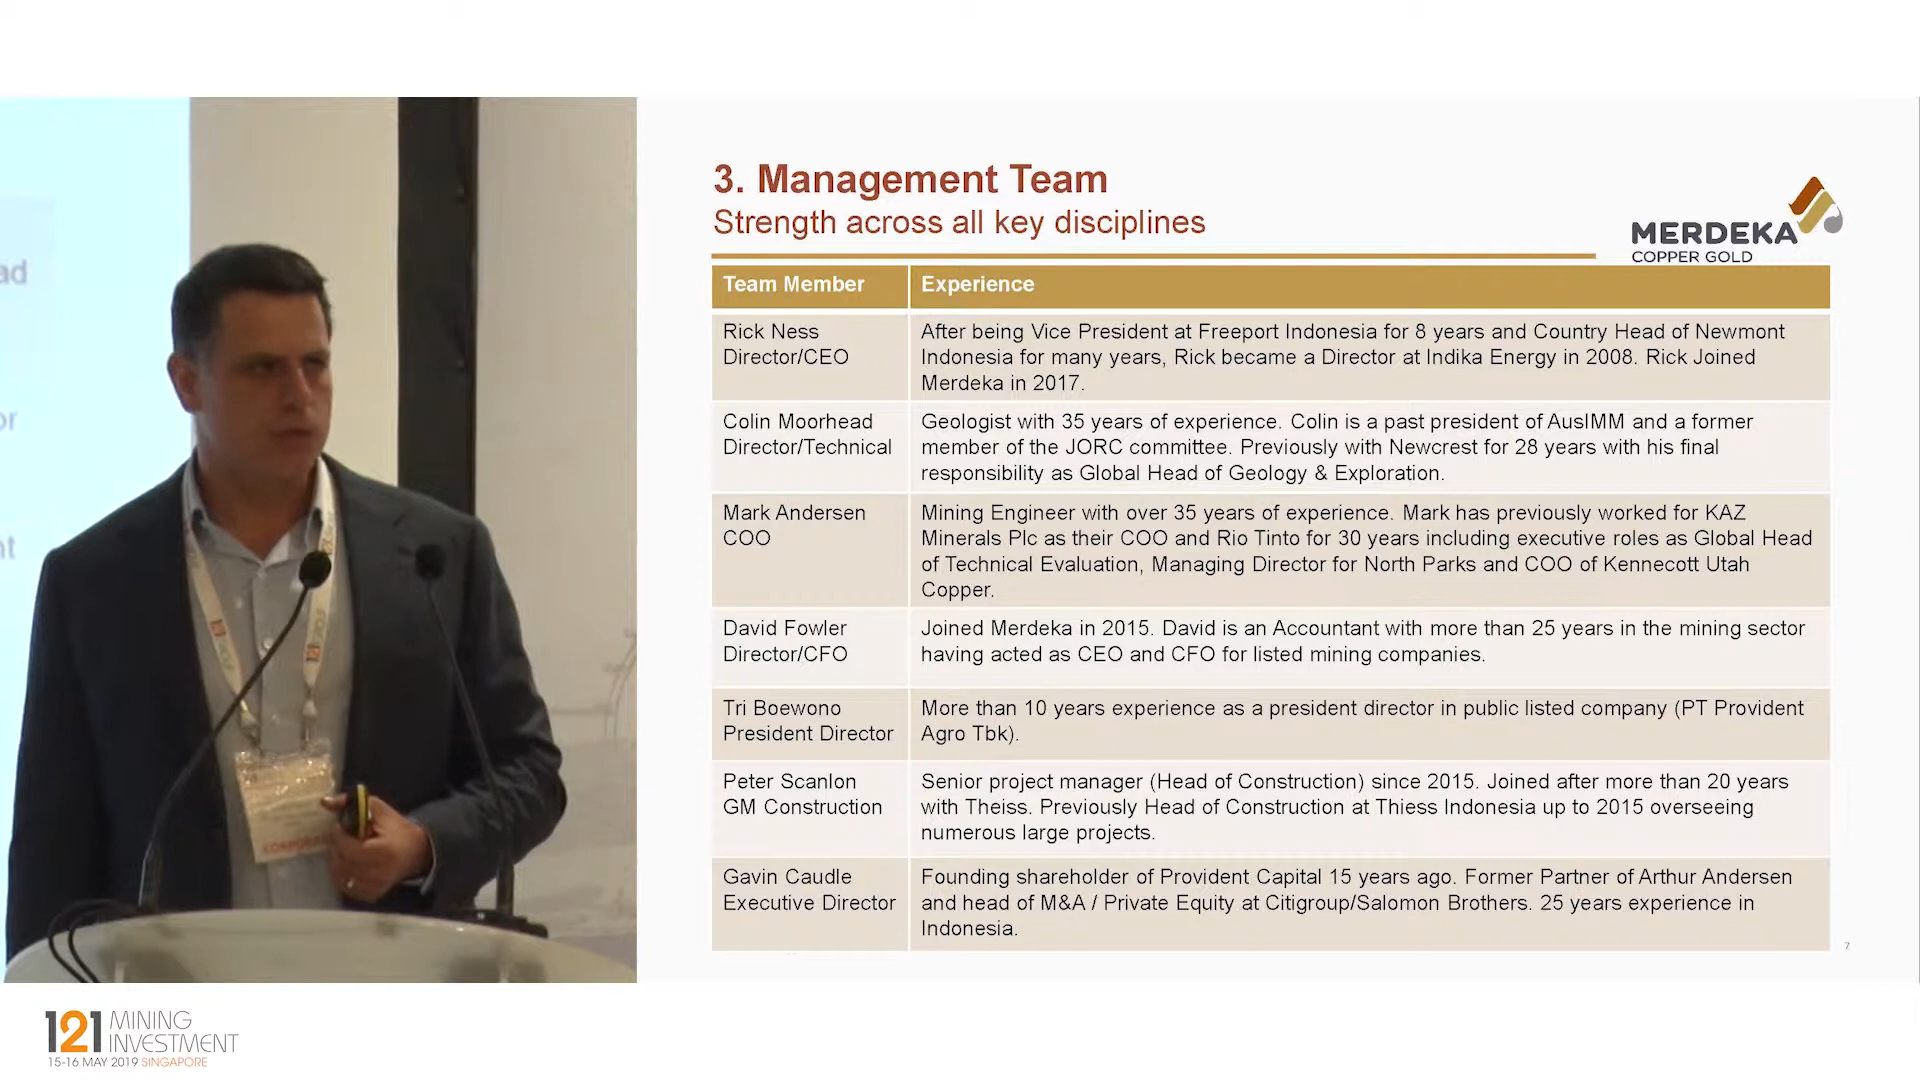 3. Management Team
Strength across all key disciplines
MERDEKA
COPPER GOLD
Team Member Experience
Rick Ness
Director/CEO
After being Vice President at Freeport Indonesia for 8 years and Country Head of Newmont
Indonesia for many years, Rick became a Director at Indika Energy in 2008. Rick Joined
Merdeka in 2017.
Colin Moorhead
Director/Technical
Geologist with 35 years of experience. Colin is a past president of AusIMM and a former
member of the JORC committee. Previously with Newcrest for 28 years with his final
responsibility as Global Head of Geology & Exploration.
Mark Andersen
COO
Mining Engineer with over 35 years of experience. Mark has previously worked for KAZ
Minerals Plc as their COO and Rio Tinto for 30 years including executive roles as Global Head
of Technical Evaluation, Managing Director for North Parks and COO of Kennecott Utah
Copper.
David Fowler
Director/CFO
Joined Merdeka in 2015. David is an Accountant with more than 25 years in the mining sector
having acted as CEO and CFO for listed mining companies.
Tri Boewono
President Director
More than 10 years experience as a president director in public listed company (PT Provident
Agro Tbk).
Peter Scanlon
GM Construction
Senior project manager (Head of Construction) since 2015. Joined after more than 20 years
with Theiss. Previously Head of Construction at Thiess Indonesia up to 2015 overseeing
numerous large projects.
Gavin Caudle
Executive Director
Founding shareholder of Provident Capital 15 years ago. Former Partner of Arthur Andersen
and head of M&A / Private Equity at Citigroup/Salomon Brothers. 25 years experience in
Indonesia.
7
ad
or
nt
121
CORPORATE
121 MINING
INVESTMENT
15-16 MAY 2019 SINGAPORE